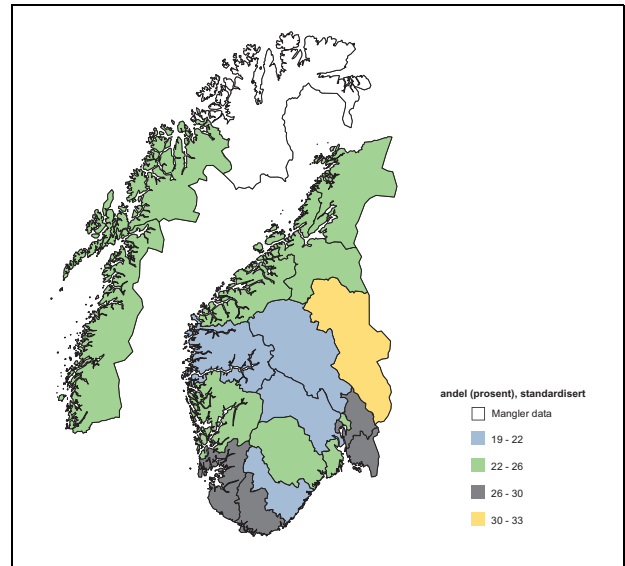 andel (prosent), standardisert
Mangler data
19 - 22
22 - 26
26 - 30
30 - 33